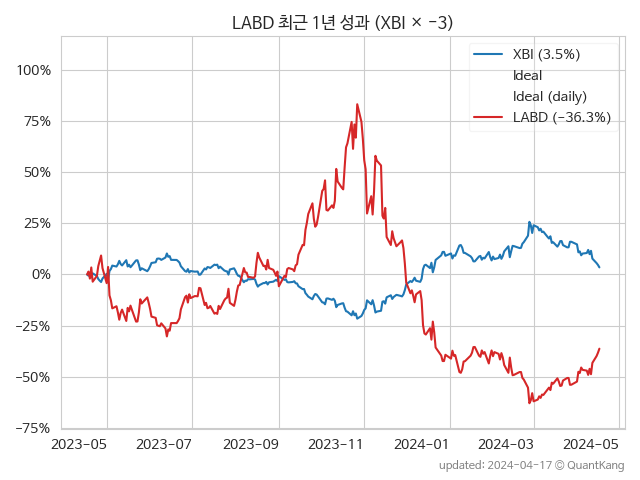 LABD 최근 1년 성과 (XBI × −3)
XBI (3.5%)
Ideal
Ideal (daily)
LABD (−36.3%)
100%
75%
50%
25%
0%
−25%
−50%
−75%
2023-05 2023-07 2023-09 2023-11 2024-01 2024-03 2024-05
updated: 2024-04-17 © QuantKang